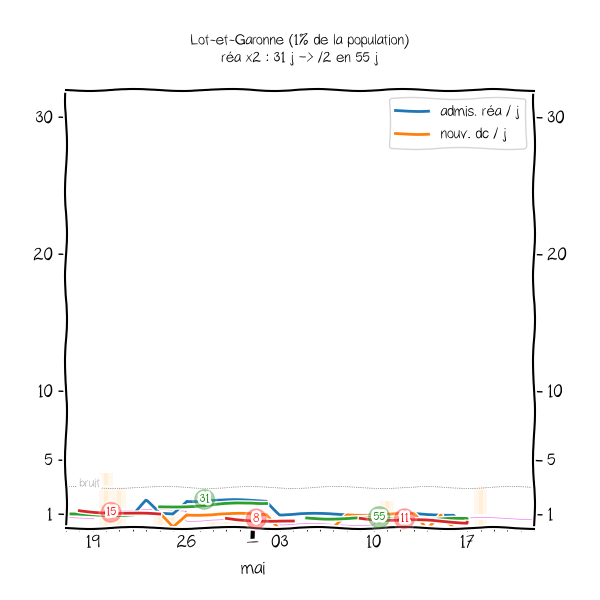 Lot-et-Garonne (1% de la population)
réa x2 : 31 j -> /2 en 55 j
admis. réa / j
nouv. dc / j
30 30
20 20
10 10
5 5
bruit
31
15 8 55 11
1 1
19 26 1 03 10 17
mai